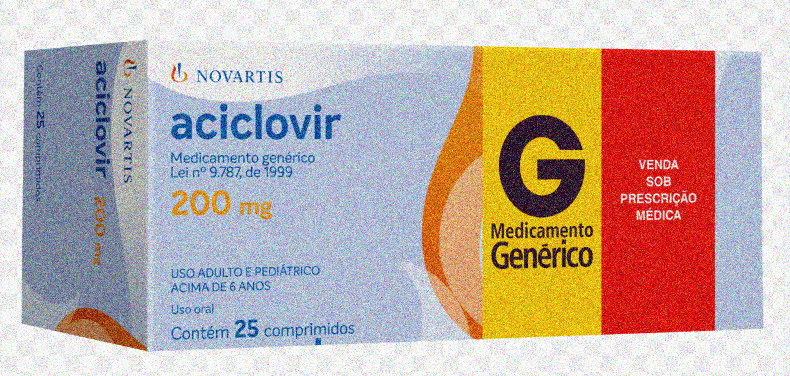 Contém 25 comprimidos
aciclovir 200 mg
NOVARTIS
NOVARTIS
aciclovir
Medicamento genérico
Lei nº 9.787, de 1999
200 mg
USO ADULTO E PEDIÁTRICO
ACIMA DE 6 ANOS
Uso oral
Contém 25 comprimidos
G
Medicamento
Genérico
VENDA
SOB
PRESCRIÇÃO
MÉDICA